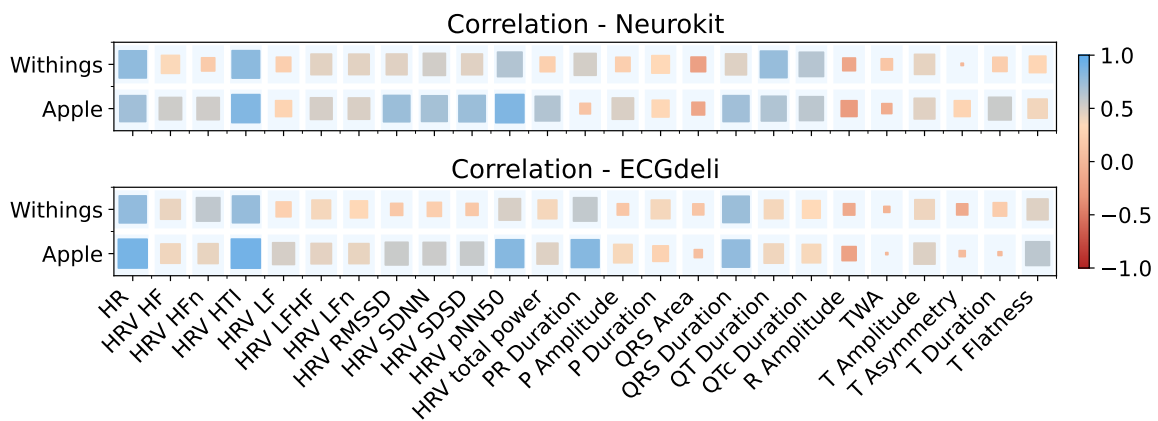 Correlation - Neurokit
Withings
Apple
Correlation - ECGdeli
Withings
Apple
HR
HRV HF
HRV HFn
HRV HTI
HRV LF
HRV LFHF
HRV LFn
HRV RMSSD
HRV SDNN
HRV SDSD
HRV pNN50
HRV total power
PR Duration
P Amplitude
P Duration
QRS Area
QRS Duration
QT Duration
QTc Duration
R Amplitude
TWA
T Amplitude
T Asymmetry
T Duration
T Flatness
1.0
0.5
0.0
−0.5
−1.0